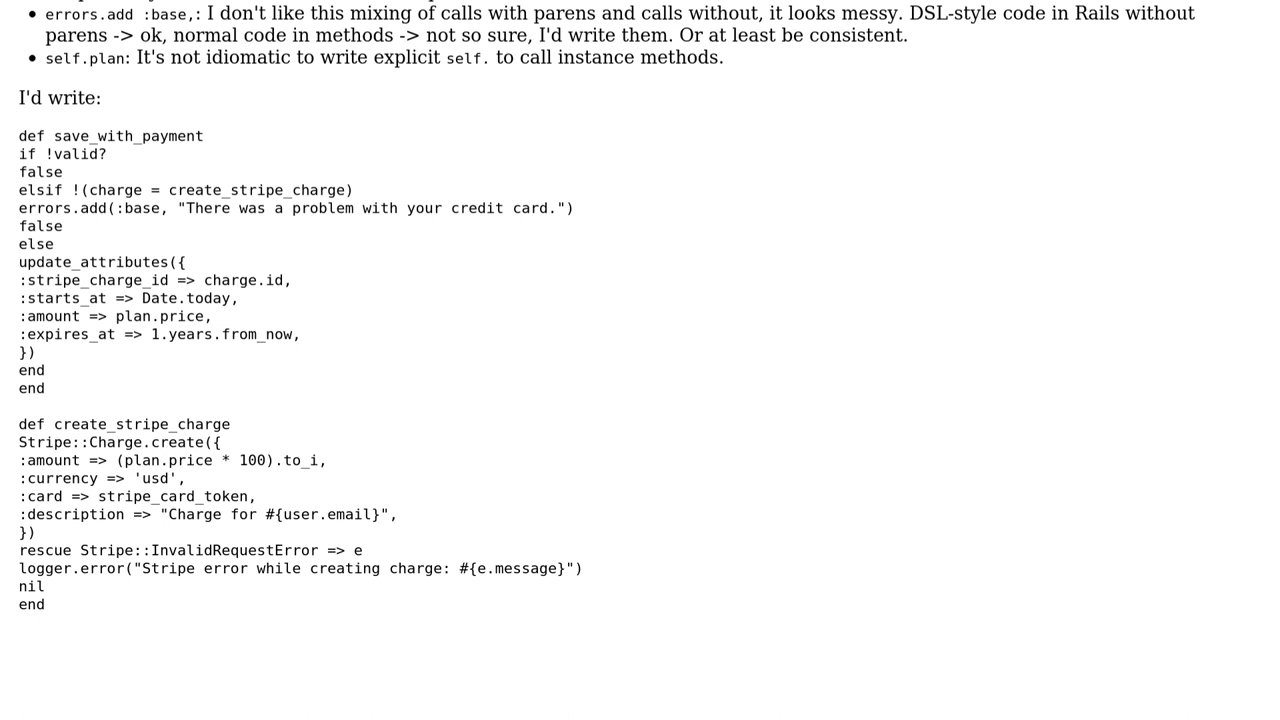 errors.add :base,: I don't like this mixing of calls with parens and calls without, it looks messy. DSL-style code in Rails without
parens -> ok, normal code in methods -> not so sure, I'd write them. Or at least be consistent.
self.plan: It's not idiomatic to write explicit self. to call instance methods.
I'd write:
def save_with_payment
if !valid?
false
elsif !(charge = create_stripe_charge)
errors.add(:base, "There was a problem with your credit card.")
false
else
update_attributes({
:stripe_charge_id => charge.id,
:starts_at => Date.today,
:amount => plan.price,
:expires_at => 1.years.from_now,
})
end
end
def create_stripe_charge
Stripe::Charge.create({
:amount => (plan.price * 100).to_i,
:currency => 'usd',
:card => stripe_card_token,
:description => "Charge for #{user.email}",
})
rescue Stripe::InvalidRequestError => e
logger.error("Stripe error while creating charge: #{e.message}")
nil
end